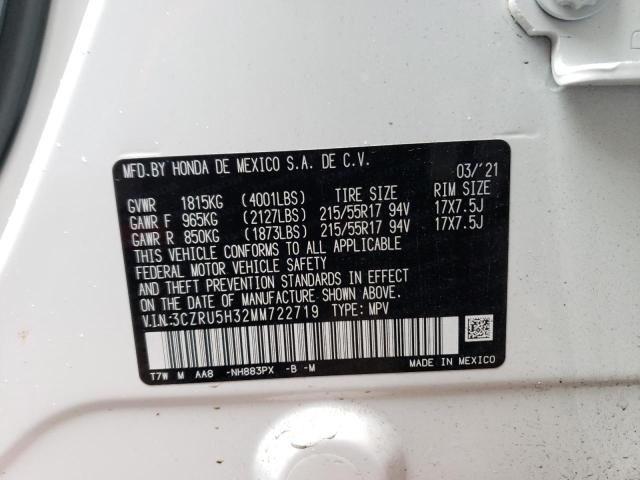 MFD.BY HONDA DE MEXICO S.A. DE C.V. 03/'21
GVWR 1815KG (4001LBS) TIRE SIZE RIM SIZE
GAWR F 965KG (2127LBS) 215/55R17 94V 17X7.5J
GAWR R 850KG (1873LBS) 215/55R17 94V 17X7.5J
THIS VEHICLE CONFORMS TO ALL APPLICABLE
FEDERAL MOTOR VEHICLE SAFETY
AND THEFT PREVENTION STANDARDS IN EFFECT
ON THE DATE OF MANUFACTURE SHOWN ABOVE.
V.I.N.:3CZRU5H32MM722719 TYPE: MPV
T7W M AA8 -NH883PX -B -M MADE IN MEXICO